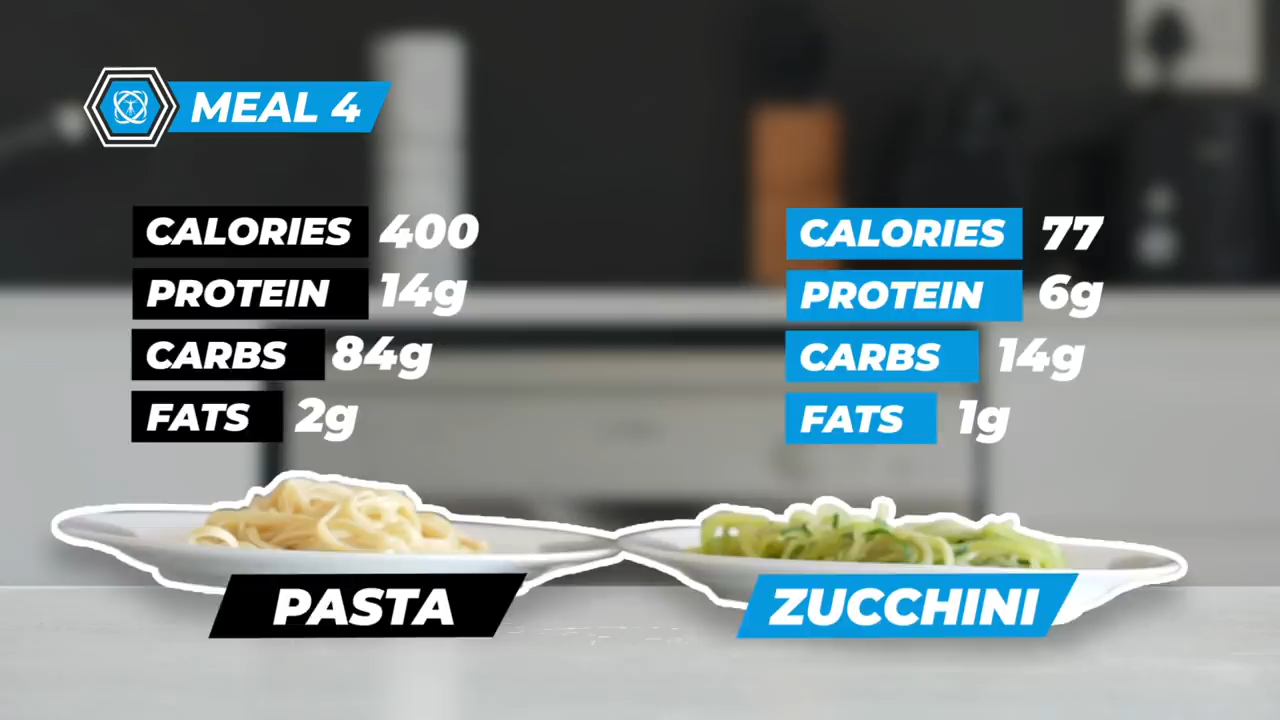 MEAL 4
CALORIES 400
PROTEIN 14g
CARBS 84g
FATS 2g
PASTA
CALORIES 77
PROTEIN 6g
CARBS 14g
FATS 1g
ZUCCHINI